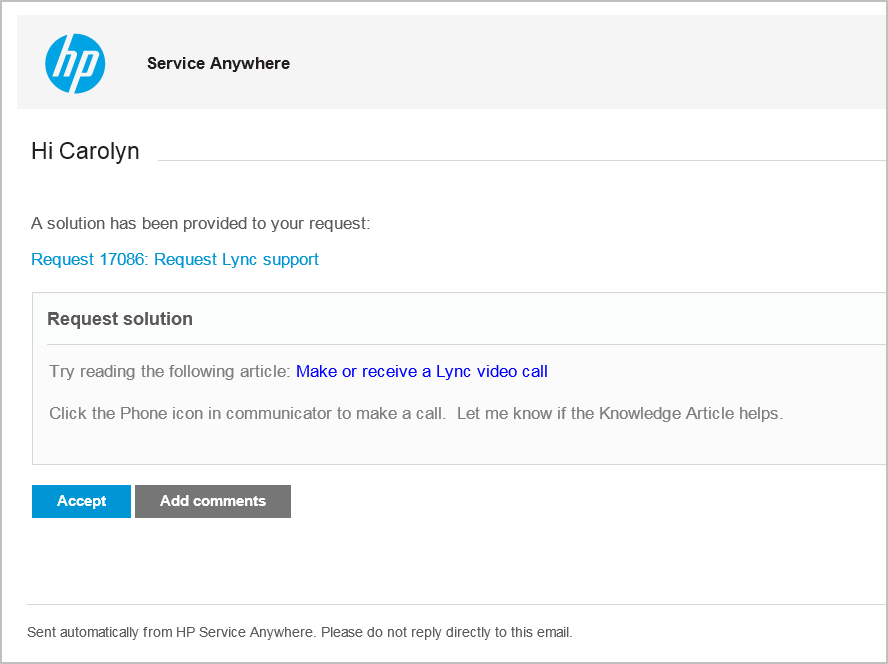 hp
Service Anywhere
Hi Carolyn
A solution has been provided to your request:
Request 17086: Request Lync support
Request solution
Try reading the following article: Make or receive a Lync video call
Click the Phone icon in communicator to make a call.  Let me know if the Knowledge Article helps.
Accept
Add comments
Sent automatically from HP Service Anywhere. Please do not reply directly to this email.